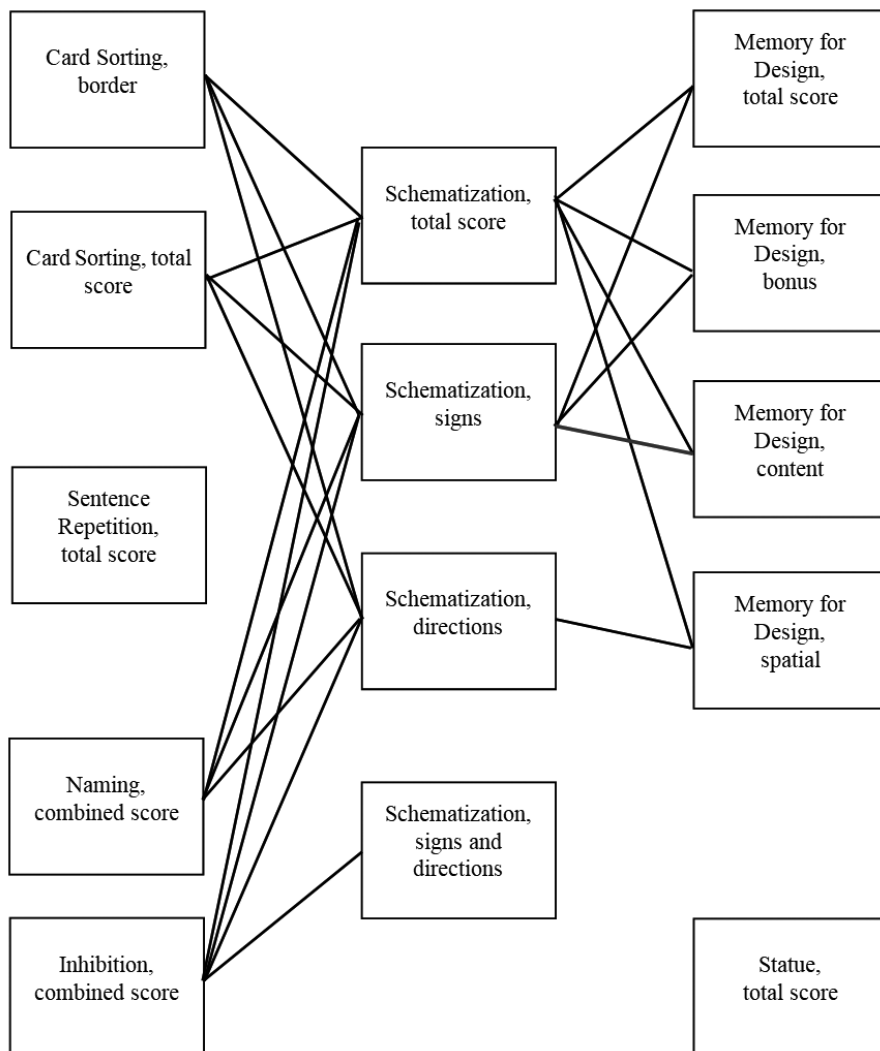 Card Sorting,
border
Card Sorting, total
score
Sentence
Repetition,
total score
Naming,
combined score
Inhibition,
combined score
Schematization,
total score
Schematization,
signs
Schematization,
directions
Schematization,
signs and
directions
Memory for
Design,
total score
Memory for
Design,
bonus
Memory for
Design,
content
Memory for
Design,
spatial
Statue,
total score